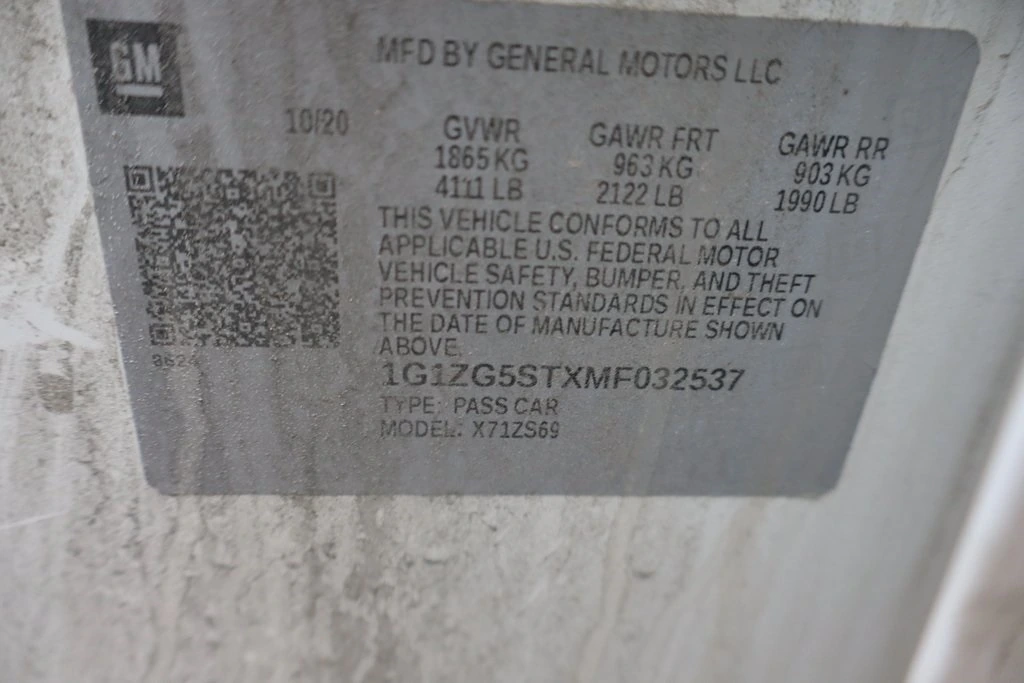 GM
MFD BY GENERAL MOTORS LLC
10/20
GVWR GAWR FRT GAWR RR
1865 KG 963 KG 903 KG
4111 LB 2122 LB 1990 LB
THIS VEHICLE CONFORMS TO ALL
APPLICABLE U.S. FEDERAL MOTOR
VEHICLE SAFETY, BUMPER, AND THEFT
PREVENTION STANDARDS IN EFFECT ON
THE DATE OF MANUFACTURE SHOWN
ABOVE.
1G1ZG5STXMF032537
TYPE: PASS CAR
MODEL: X71ZS69